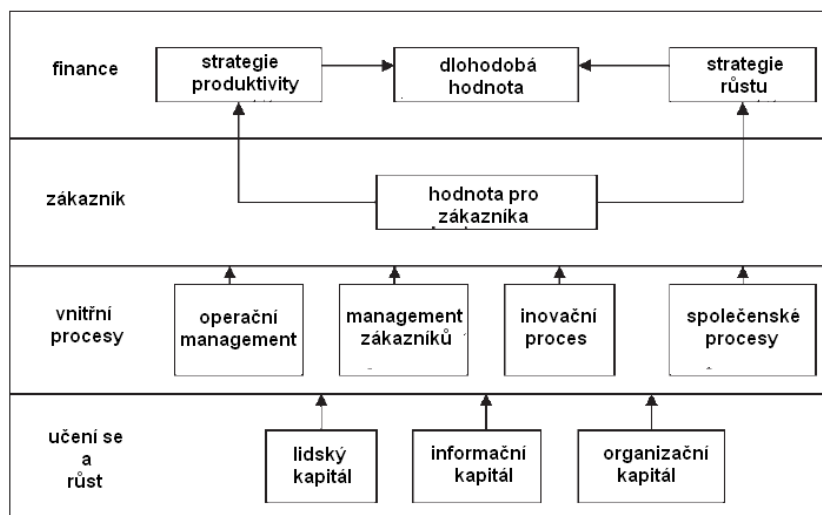 finance
strategie
produktivity
dlohodobá
hodnota
strategie
růstu
zákazník
hodnota pro
zákazníka
vnitřní
procesy
operační
management
management
zákazníků
inovační
proces
společenské
procesy
učení se
a
růst
lidský
kapitál
informační
kapitál
organizační
kapitál